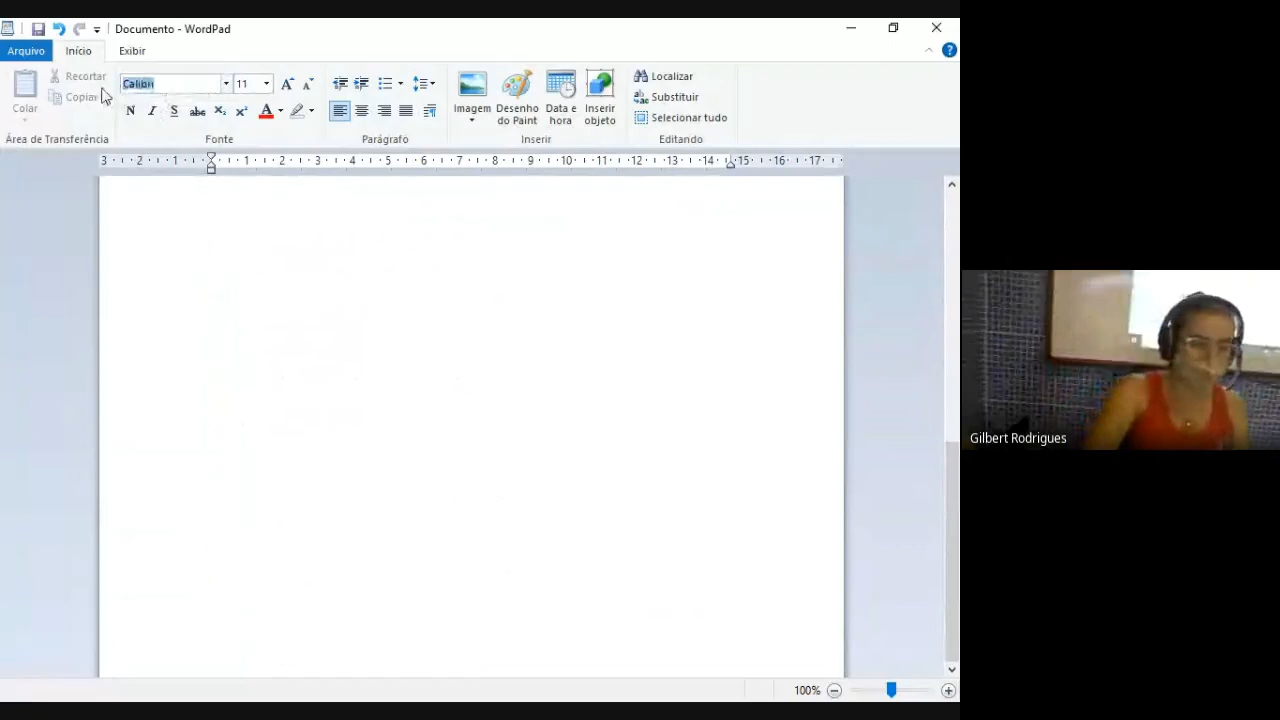 Documento - WordPad
Arquivo Início Exibir
Colar
Recortar
Copiar
Área de Transferência
Calibri 11
N I S abc X₂ X² A
Fonte
Parágrafo
Imagem
Desenho do Paint
Data e hora
Inserir objeto
Inserir
Localizar
Substituir
Selecionar tudo
Editando
3 2 1 1 2 3 4 5 6 7 8 9 10 11 12 13 14 15 16 17
Gilbert Rodrigues
100%